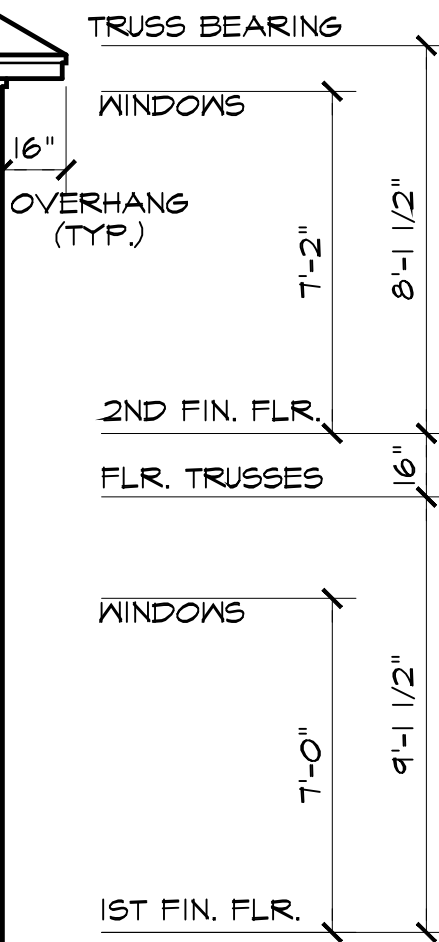 TRUSS BEARING
WINDOWS
16"
OVERHANG
(TYP.)
7'-2"
8'-1 1/2"
2ND FIN. FLR.
FLR. TRUSSES
16"
WINDOWS
7'-0"
9'-1 1/2"
1ST FIN. FLR.